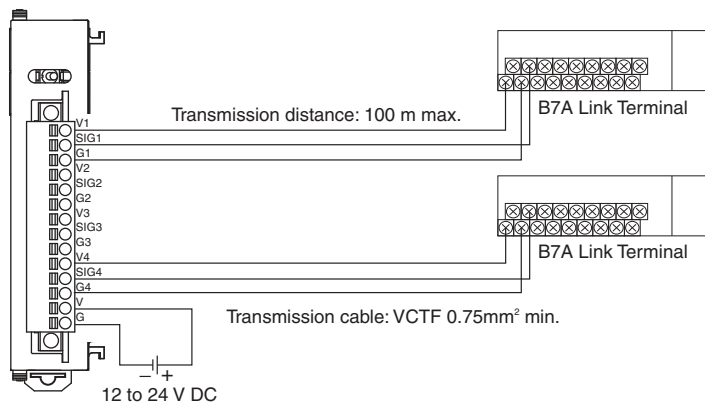 V1
SIG1
G1
V2
SIG2
G2
V3
SIG3
G3
V4
SIG4
G4
V
G
Transmission distance: 100 m max.
B7A Link Terminal
B7A Link Terminal
Transmission cable: VCTF 0.75mm² min.
– +
12 to 24 V DC